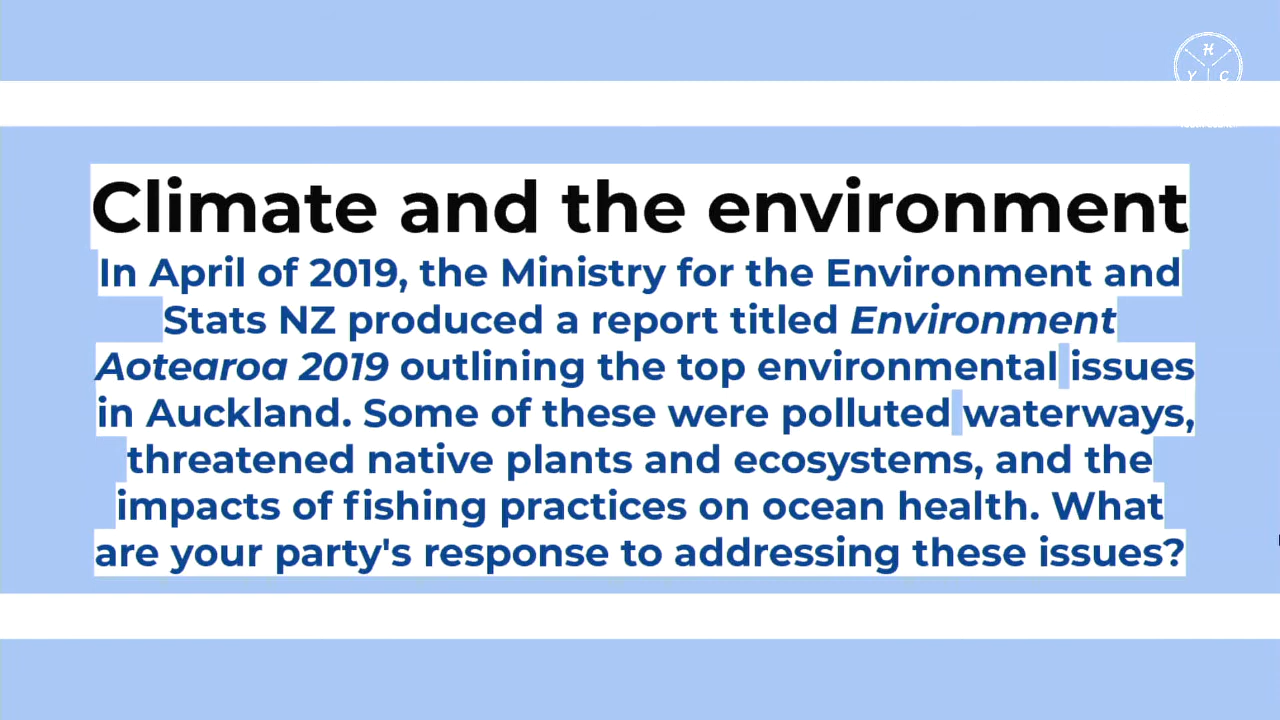 H
Y C
Climate and the environment
In April of 2019, the Ministry for the Environment and
Stats NZ produced a report titled Environment
Aotearoa 2019 outlining the top environmental issues
in Auckland. Some of these were polluted waterways,
threatened native plants and ecosystems, and the
impacts of fishing practices on ocean health. What
are your party's response to addressing these issues?